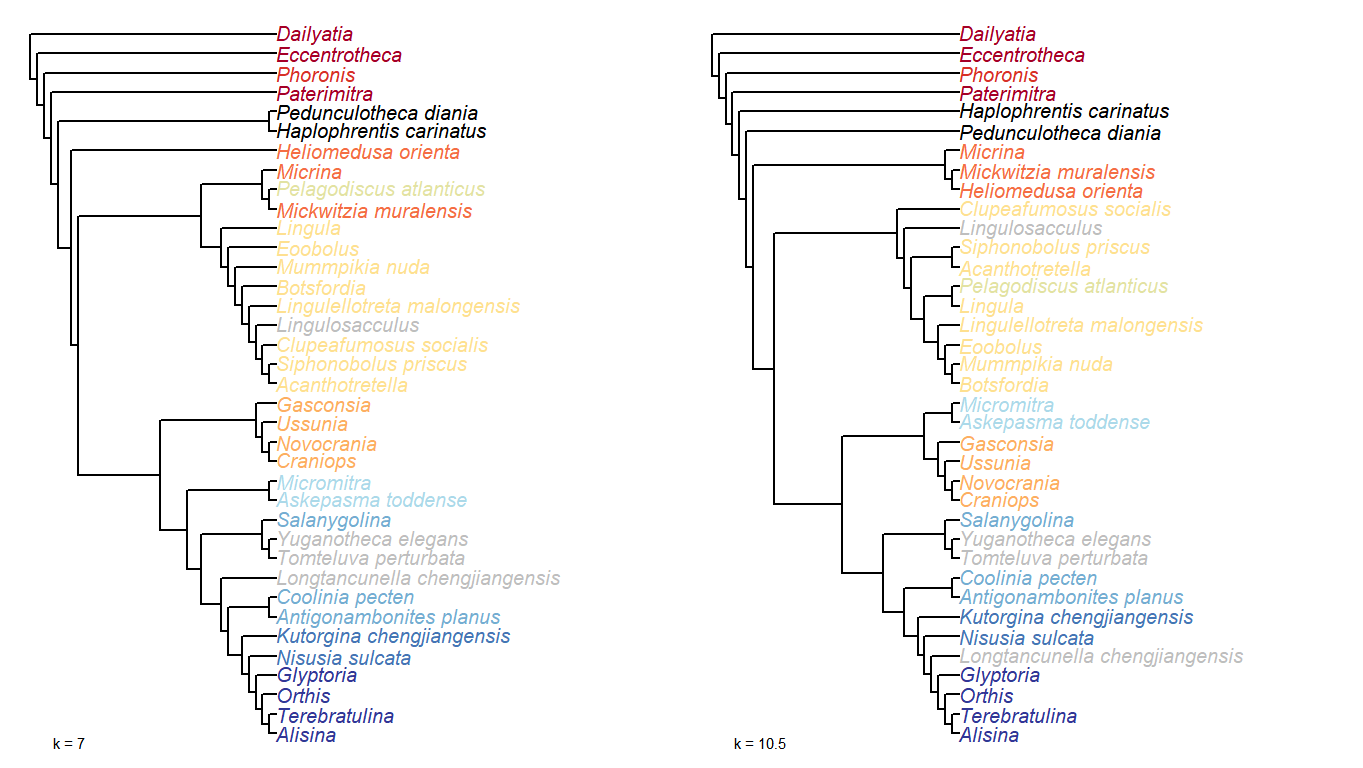 Dailyatia
Eccentrotheca
Phoronis
Paterimitra
Pedunculotheca diania
Haplophrentis carinatus
Heliomedusa orienta
Micrina
Pelagodiscus atlanticus
Mickwitzia muralensis
Lingula
Eoobolus
Mummpikia nuda
Botsfordia
Lingulellotreta malongensis
Lingulosacculus
Clupeafumosus socialis
Siphonobolus priscus
Acanthotretella
Gasconsia
Ussunia
Novocrania
Craniops
Micromitra
Askepasma toddense
Salanygolina
Yuganotheca elegans
Tomteluva perturbata
Longtancunella chengjiangensis
Coolinia pecten
Antigonambonites planus
Kutorgina chengjiangensis
Nisusia sulcata
Glyptoria
Orthis
Terebratulina
Alisina
k = 7
Dailyatia
Eccentrotheca
Phoronis
Paterimitra
Haplophrentis carinatus
Pedunculotheca diania
Micrina
Mickwitzia muralensis
Heliomedusa orienta
Clupeafumosus socialis
Lingulosacculus
Siphonobolus priscus
Acanthotretella
Pelagodiscus atlanticus
Lingula
Lingulellotreta malongensis
Eoobolus
Mummpikia nuda
Botsfordia
Micromitra
Askepasma toddense
Gasconsia
Ussunia
Novocrania
Craniops
Salanygolina
Yuganotheca elegans
Tomteluva perturbata
Coolinia pecten
Antigonambonites planus
Kutorgina chengjiangensis
Nisusia sulcata
Longtancunella chengjiangensis
Glyptoria
Orthis
Terebratulina
Alisina
k = 10.5